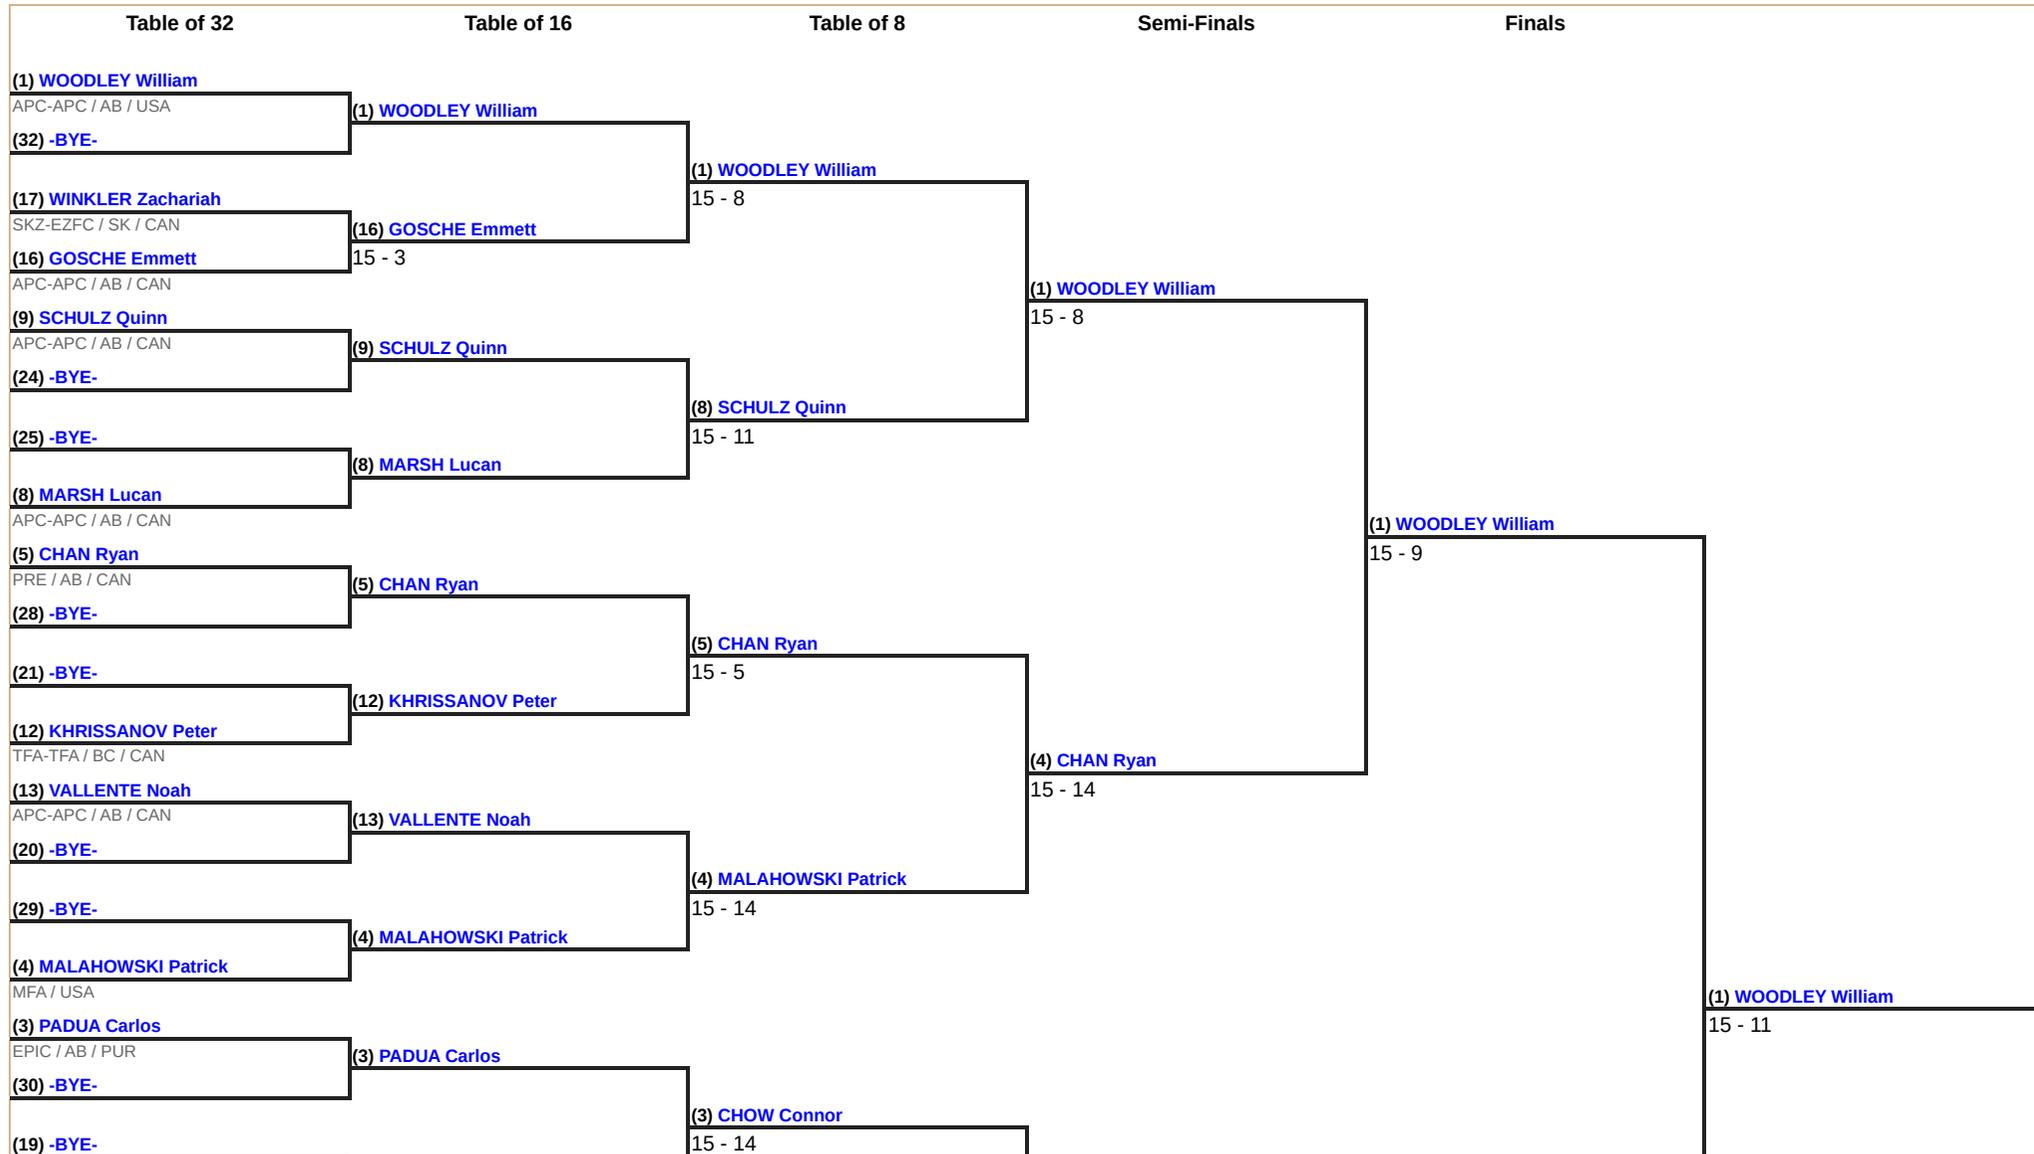 Table of 32
Table of 16
Table of 8
Semi-Finals
Finals
(1) WOODLEY William
APC-APC / AB / USA
(32) -BYE-
(17) WINKLER Zachariah
SKZ-EZFC / SK / CAN
(16) GOSCHE Emmett
APC-APC / AB / CAN
(9) SCHULZ Quinn
APC-APC / AB / CAN
(24) -BYE-
(25) -BYE-
(8) MARSH Lucan
APC-APC / AB / CAN
(5) CHAN Ryan
PRE / AB / CAN
(28) -BYE-
(21) -BYE-
(12) KHRISSANOV Peter
TFA-TFA / BC / CAN
(13) VALLENTE Noah
APC-APC / AB / CAN
(20) -BYE-
(29) -BYE-
(4) MALAHOWSKI Patrick
MFA / USA
(3) PADUA Carlos
EPIC / AB / PUR
(30) -BYE-
(19) -BYE-
(1) WOODLEY William
(16) GOSCHE Emmett
15 - 3
(9) SCHULZ Quinn
(8) MARSH Lucan
(5) CHAN Ryan
(12) KHRISSANOV Peter
(13) VALLENTE Noah
(4) MALAHOWSKI Patrick
(3) PADUA Carlos
(1) WOODLEY William
15 - 8
(8) SCHULZ Quinn
15 - 11
(5) CHAN Ryan
15 - 5
(4) MALAHOWSKI Patrick
15 - 14
(3) CHOW Connor
15 - 14
(1) WOODLEY William
15 - 8
(4) CHAN Ryan
15 - 14
(1) WOODLEY William
15 - 9
(1) WOODLEY William
15 - 11